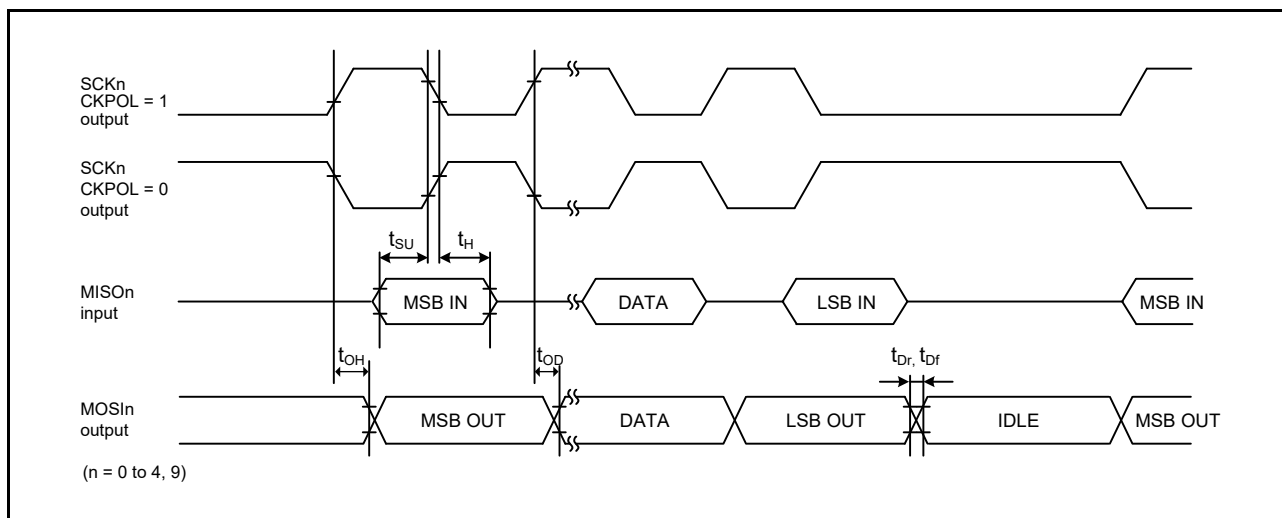 SCKn
CKPOL = 1
output
SCKn
CKPOL = 0
output
tSU
tH
MISOn
input
MSB IN
DATA
LSB IN
MSB IN
tOH
tOD
tDr, tDf
MOSIn
output
MSB OUT
DATA
LSB OUT
IDLE
MSB OUT
(n = 0 to 4, 9)